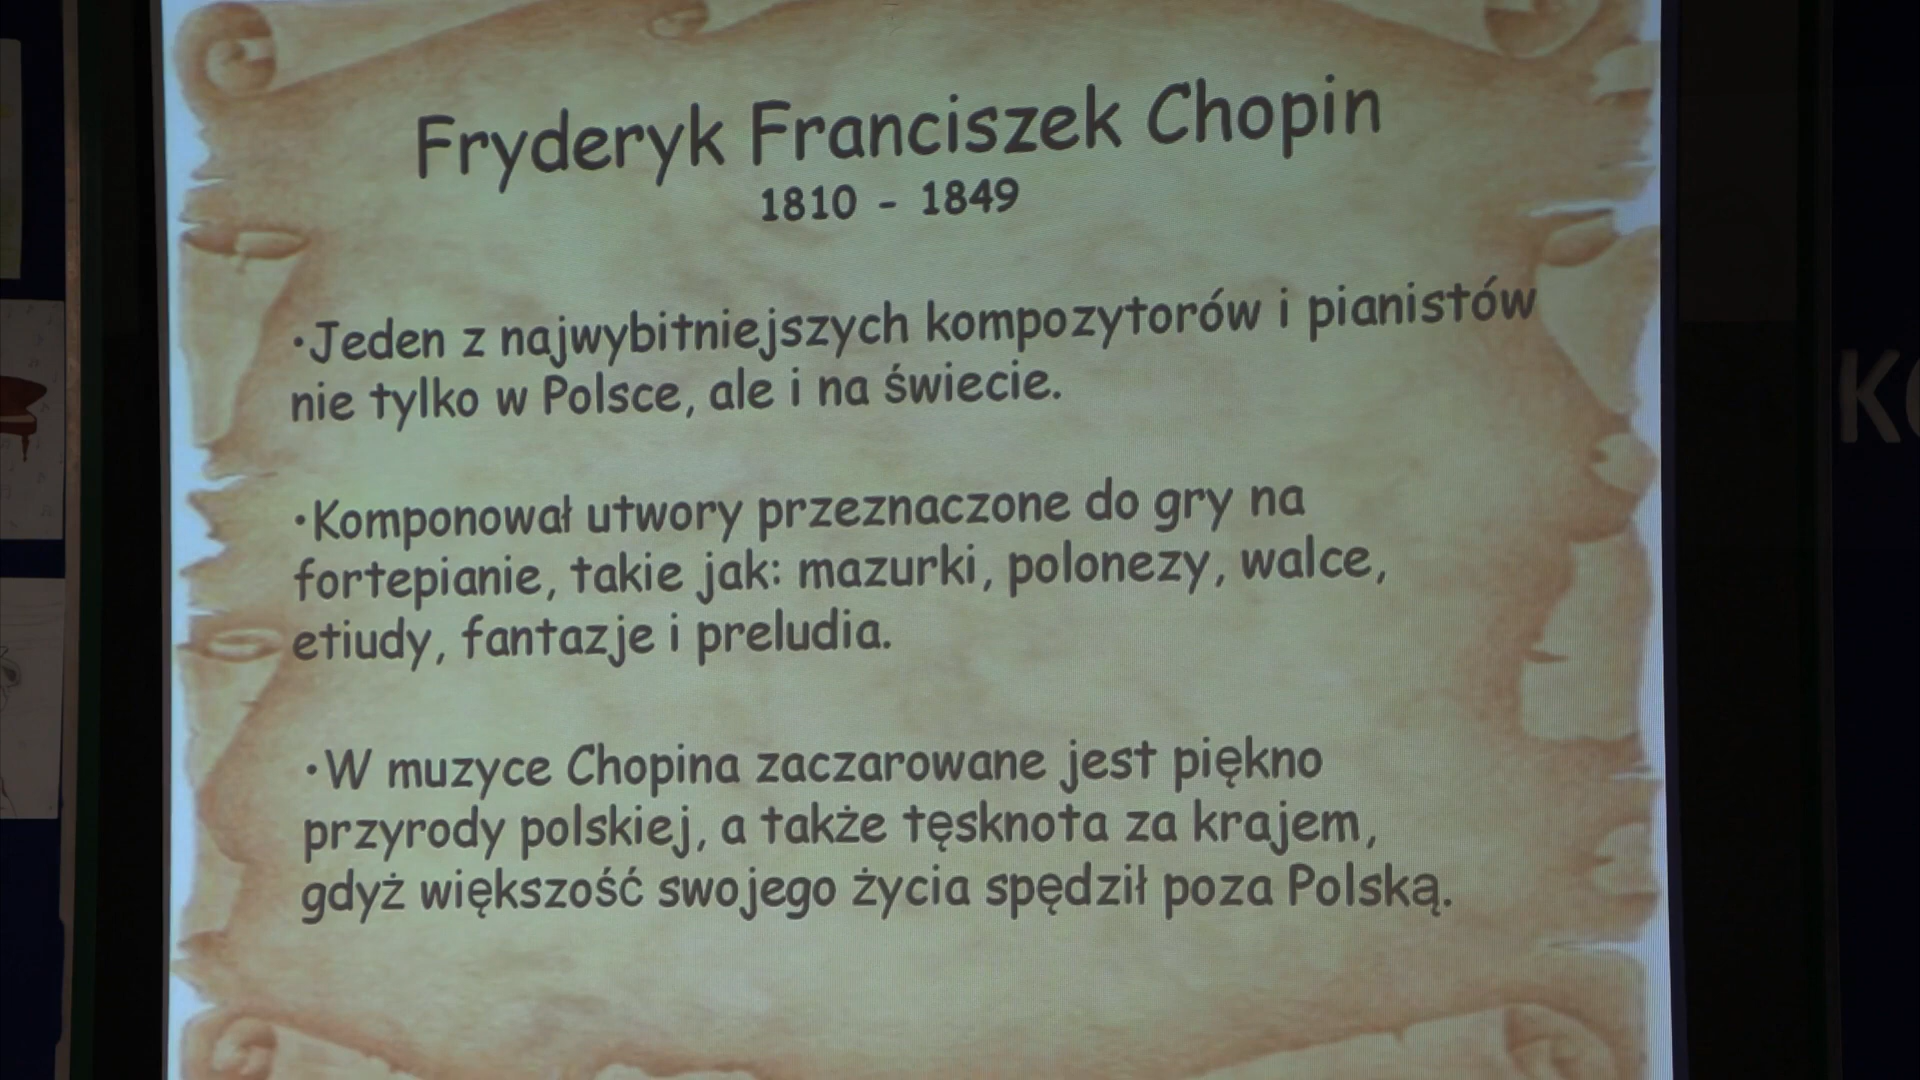 Fryderyk Franciszek Chopin
1810 - 1849
•Jeden z najwybitniejszych kompozytorów i pianistów
nie tylko w Polsce, ale i na świecie.
•Komponował utwory przeznaczone do gry na
fortepianie, takie jak: mazurki, polonezy, walce,
etiudy, fantazje i preludia.
•W muzyce Chopina zaczarowane jest piękno
przyrody polskiej, a także tęsknota za krajem,
gdyż większość swojego życia spędził poza Polską.